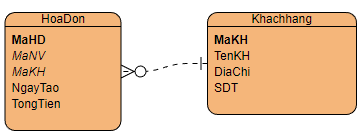 HoaDon
MaHD
MaNV
MaKH
NgayTao
TongTien
Khachhang
MaKH
TenKH
DiaChi
SDT